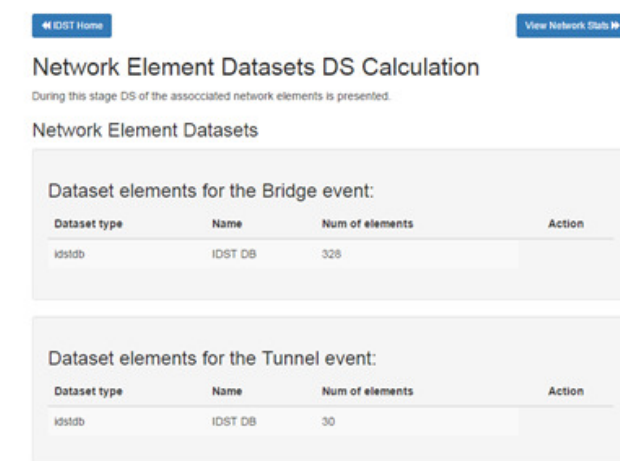 IDST Home
View Network Stats
Network Element Datasets DS Calculation
During this stage DS of the assocciated network elements is presented.
Network Element Datasets
Dataset elements for the Bridge event:
Dataset type Name Num of elements Action
idstdb IDST DB 328
Dataset elements for the Tunnel event:
Dataset type Name Num of elements Action
idstdb IDST DB 30